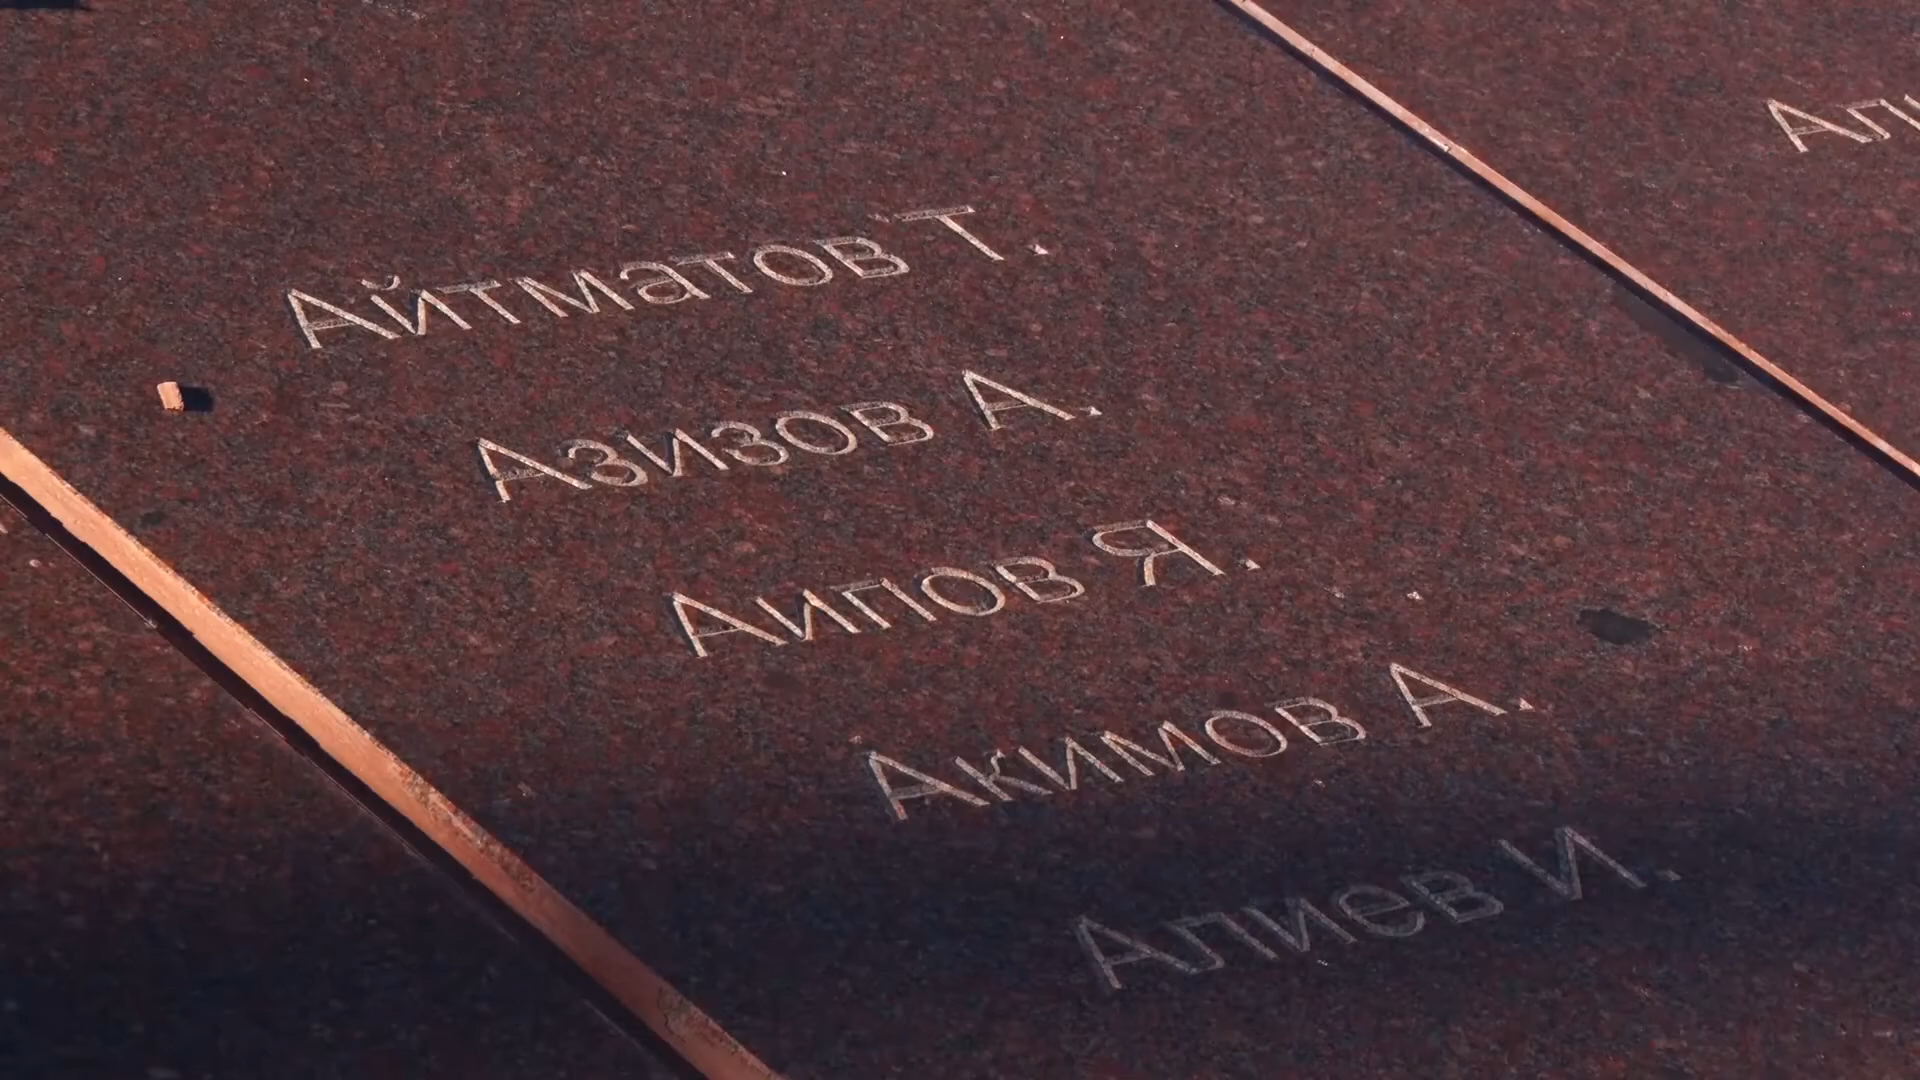 Айтматов Т.
Азизов А.
Аипов Я.
Акимов А.
Алиев И.